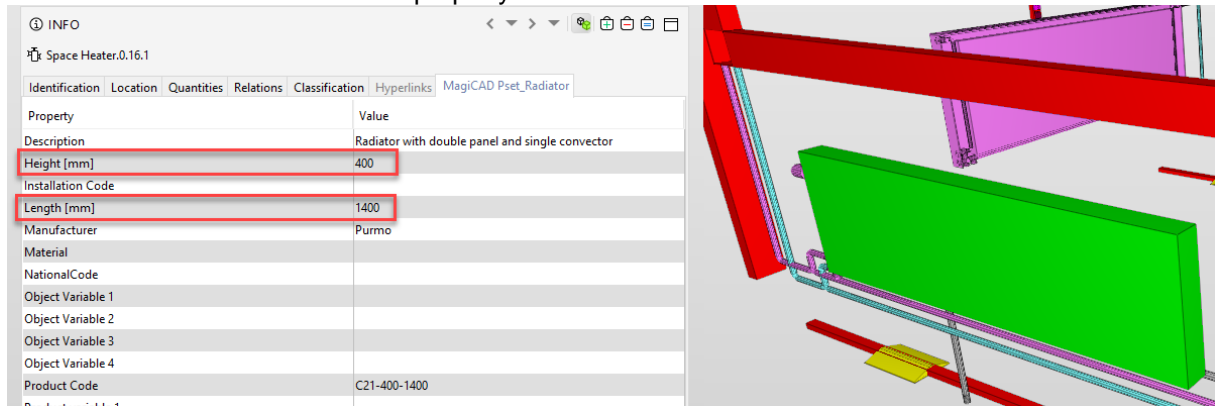 property
INFO
Space Heater.0.16.1
Identification Location Quantities Relations Classification Hyperlinks MagiCAD Pset_Radiator
Property Value
Description Radiator with double panel and single convector
Height [mm] 400
Installation Code
Length [mm] 1400
Manufacturer Purmo
Material
NationalCode
Object Variable 1
Object Variable 2
Object Variable 3
Object Variable 4
Product Code C21-400-1400